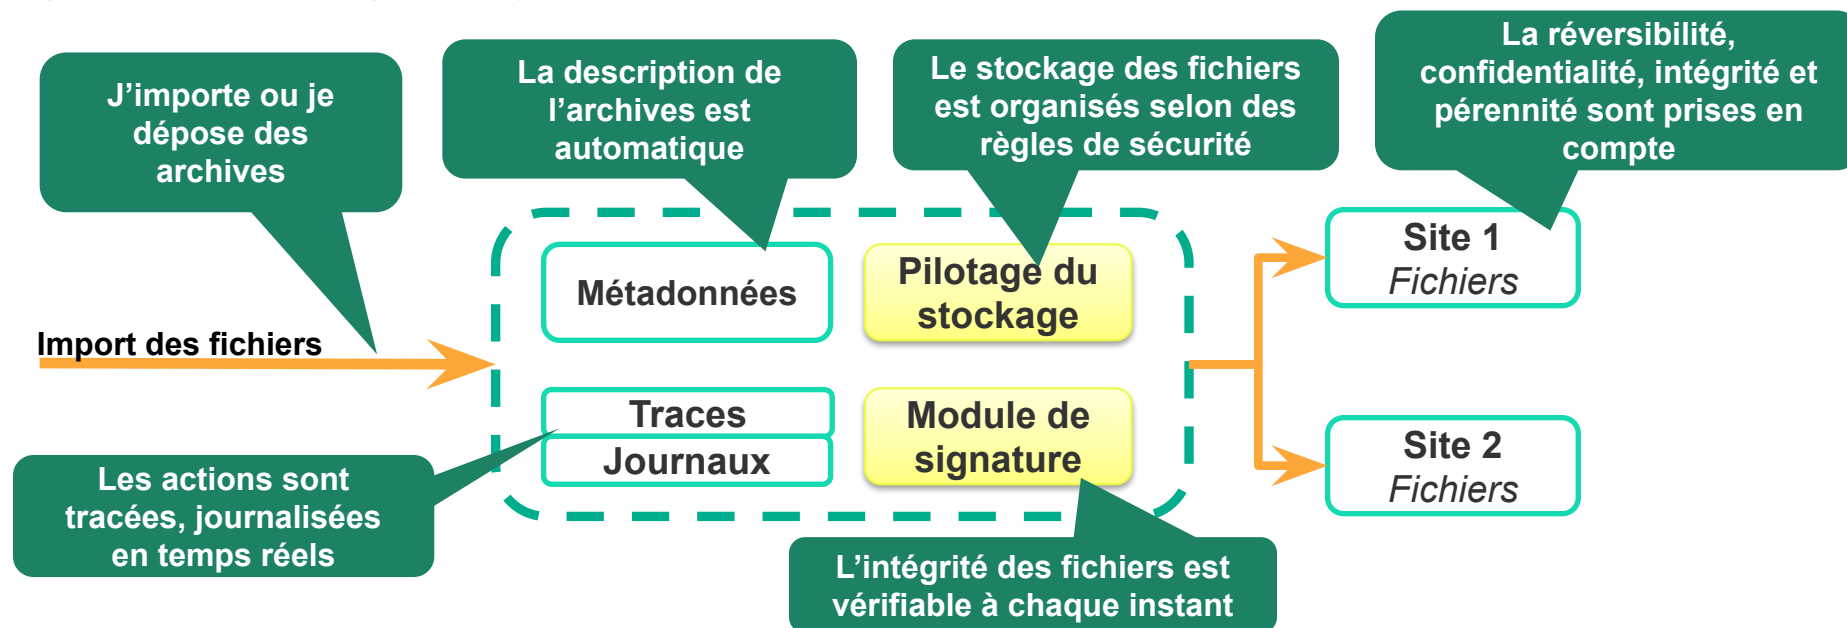 J’importe ou je
dépose des
archives
La description de
l’archives est
automatique
Le stockage des fichiers
est organisés selon des
règles de sécurité
La réversibilité,
confidentialité, intégrité et
pérennité sont prises en
compte
Import des fichiers
Métadonnées
Pilotage du
stockage
Traces
Journaux
Module de
signature
Site 1
Fichiers
Site 2
Fichiers
Les actions sont
tracées, journalisées
en temps réels
L’intégrité des fichiers est
vérifiable à chaque instant